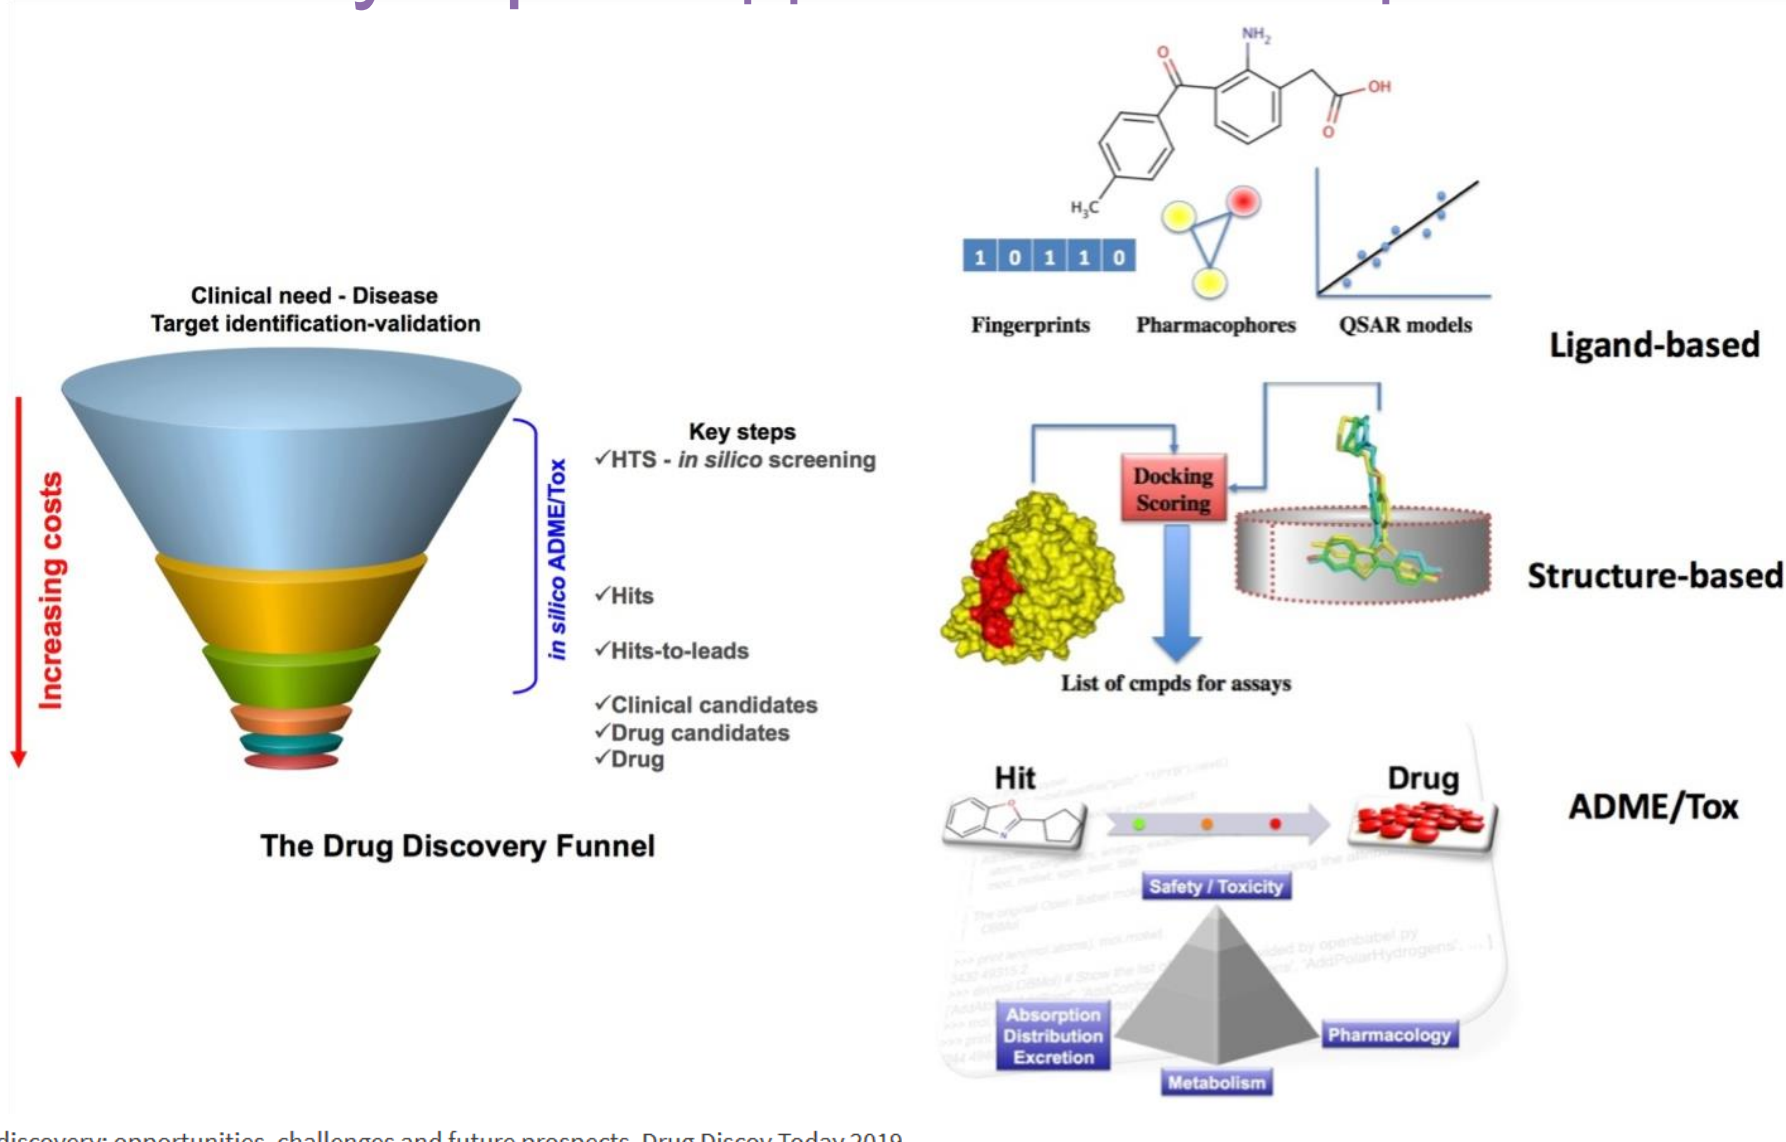 Clinical need - Disease
Target identification-validation
Increasing costs
in silico ADME/Tox
Key steps
✓HTS - in silico screening
✓Hits
✓Hits-to-leads
✓Clinical candidates
✓Drug candidates
✓Drug
The Drug Discovery Funnel
NH2
O
OH
O
H3C
1 0 1 1 0
Fingerprints
Pharmacophores
QSAR models
Ligand-based
Docking
Scoring
List of cmpds for assays
Structure-based
Hit
Drug
O
N
ADME/Tox
Safety / Toxicity
Absorption
Distribution
Excretion
Pharmacology
Metabolism
discovery: opportunities, challenges and future prospects. Drug Discov Today 2019